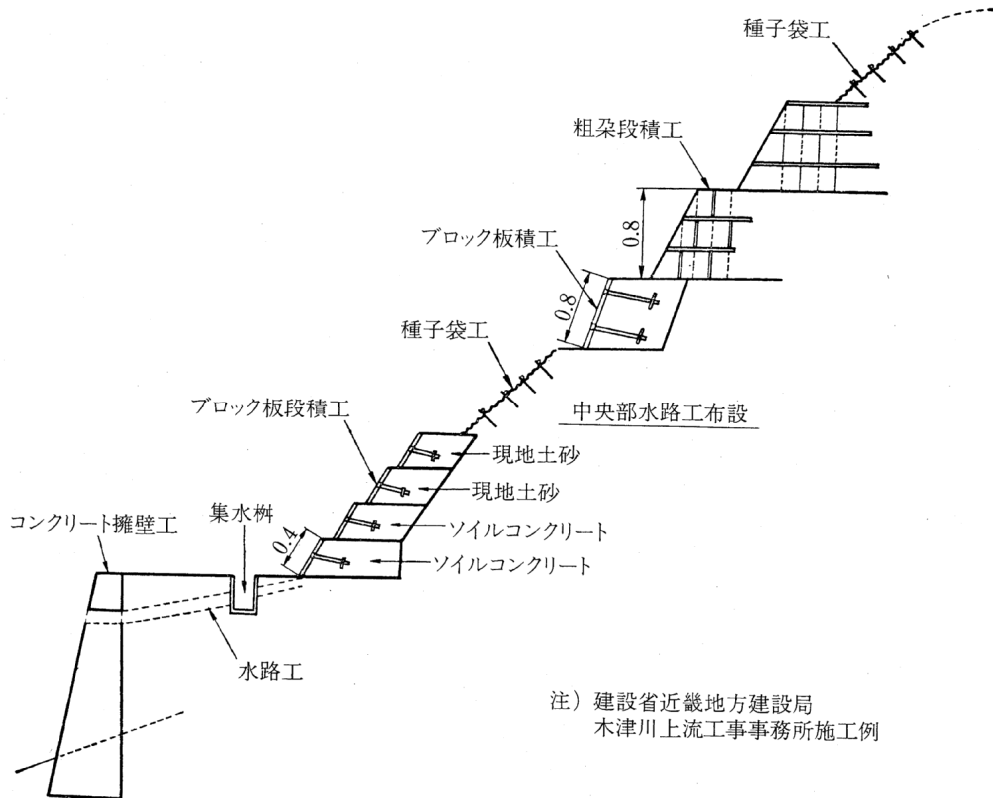 種子袋工
粗朶段積工
0.8
ブロック板積工
0.8
種子袋工
中央部水路工布設
ブロック板段積工
現地土砂
現地土砂
集水桝
ソイルコンクリート
コンクリート擁壁工
0.4
ソイルコンクリート
水路工
注) 建設省近畿地方建設局
木津川上流工事事務所施工例